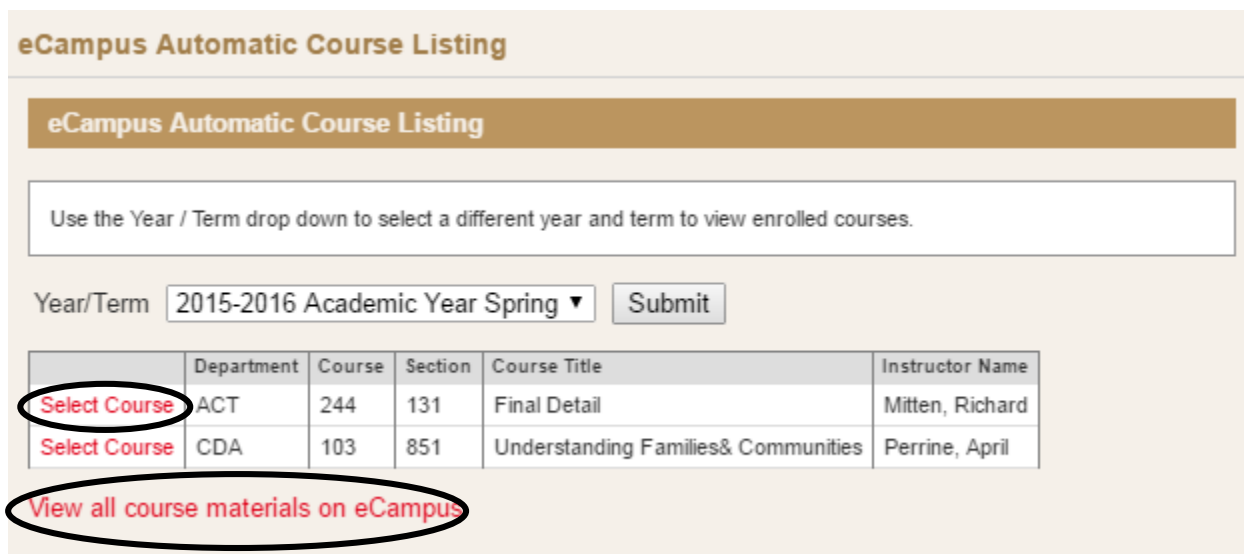 eCampus Automatic Course Listing
eCampus Automatic Course Listing
Use the Year / Term drop down to select a different year and term to view enrolled courses.
Year/Term 2015-2016 Academic Year Spring ▼ Submit
Department Course Section Course Title Instructor Name
Select Course ACT 244 131 Final Detail Mitten, Richard
Select Course CDA 103 851 Understanding Families& Communities Perrine, April
View all course materials on eCampus